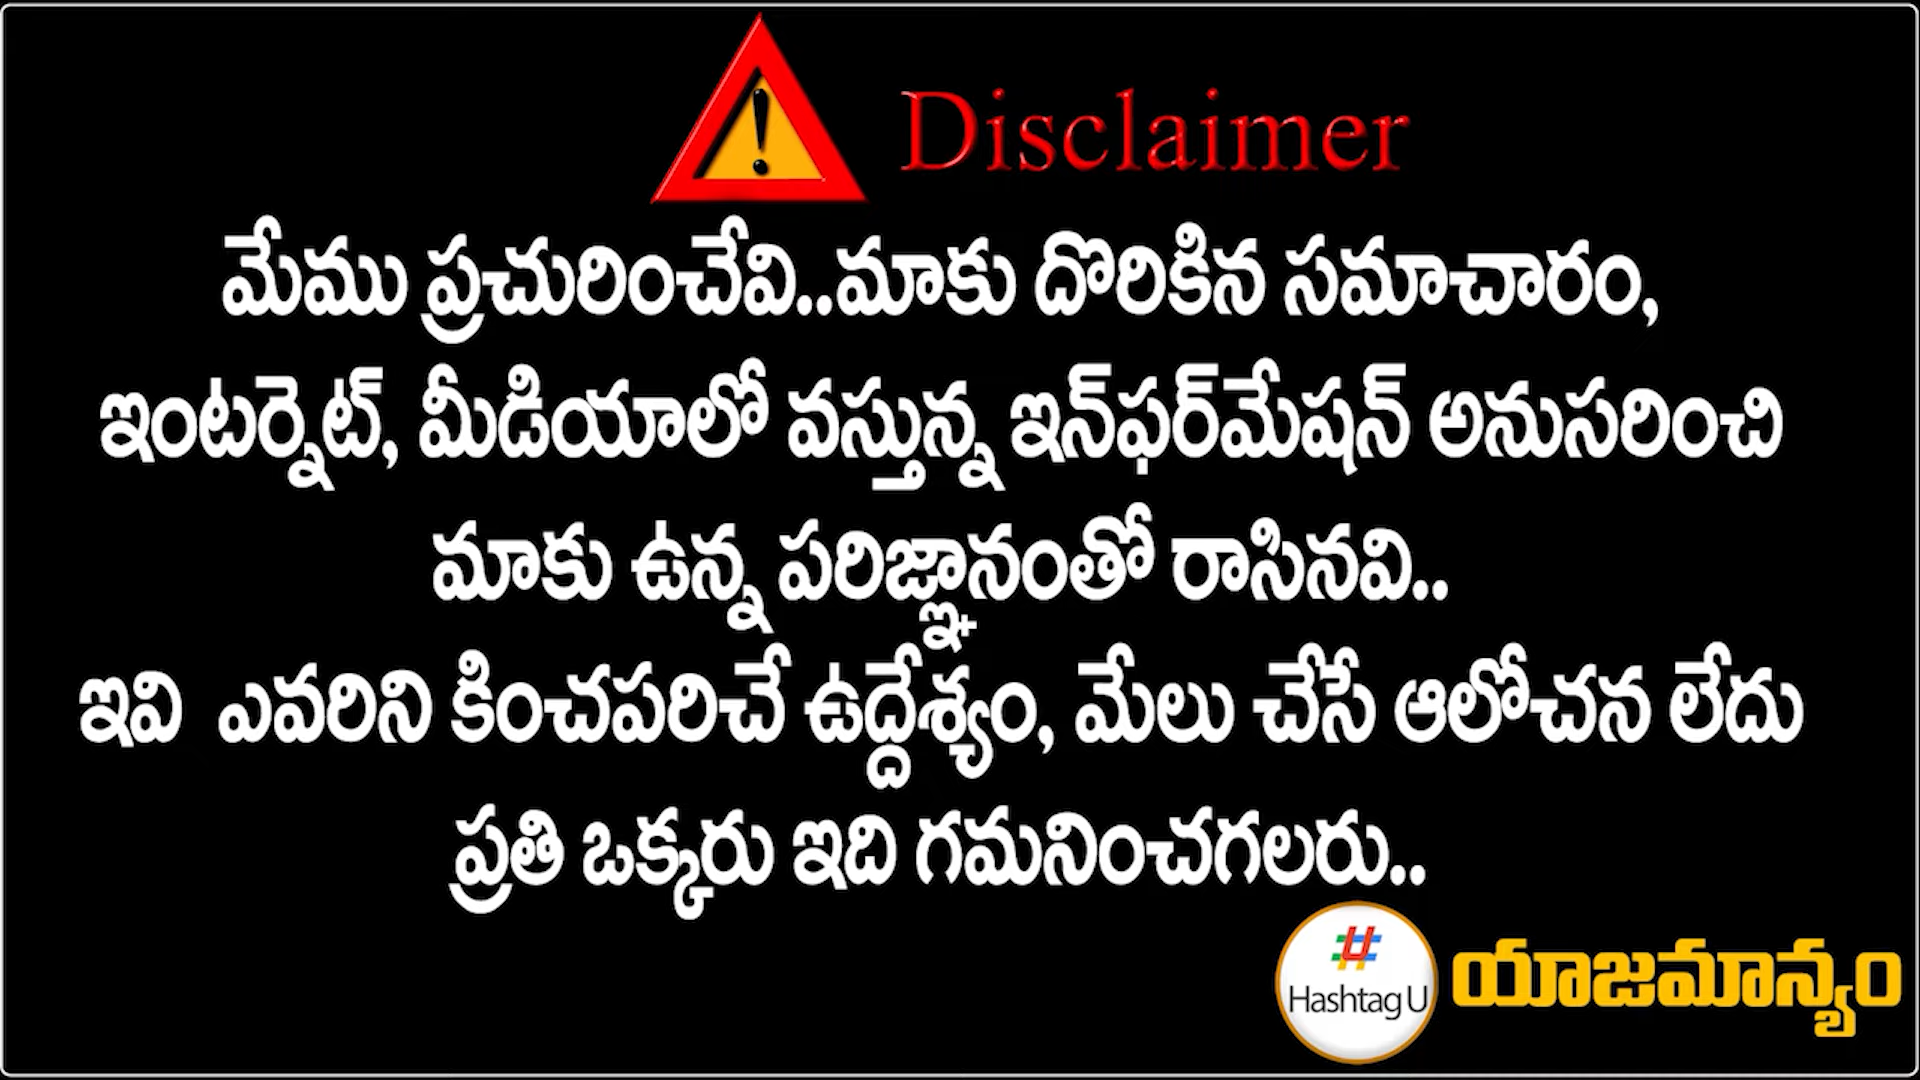 Disclaimer
మేము ప్రచురించేవి..మాకు దొరికిన సమాచారం,
ఇంటర్నెట్, మీడియాలో వస్తున్న ఇన్‌ఫర్‌మేషన్ అనుసరించి
మాకు ఉన్న పరిజ్ఞానంతో రాసినవి..
ఇవి ఎవరిని కించపరిచే ఉద్దేశ్యం, మేలు చేసే ఆలోచన లేదు
ప్రతి ఒక్కరు ఇది గమనించగలరు..
Hashtag U
యాజమాన్యం